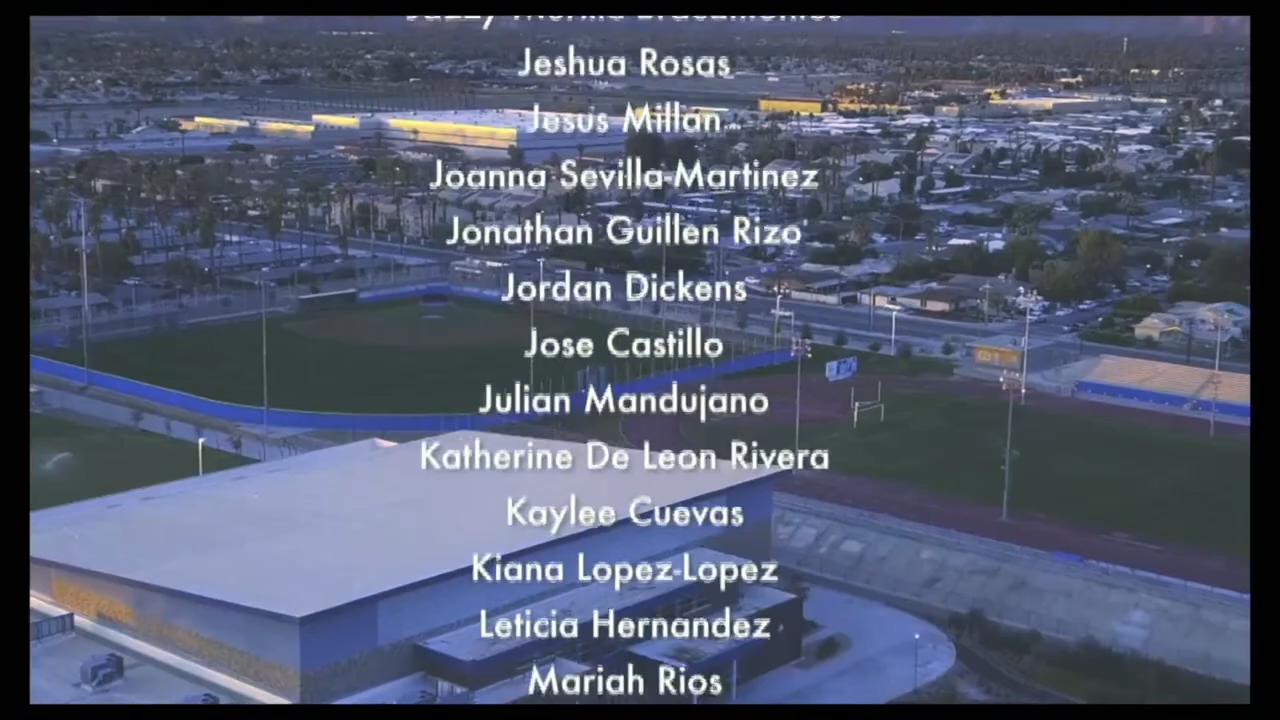 Jeshua Rosas
Jesus Millan
Joanna Sevilla-Martinez
Jonathan Guillen Rizo
Jordan Dickens
Jose Castillo
Julian Mandujano
Katherine De Leon Rivera
Kaylee Cuevas
Kiana Lopez-Lopez
Leticia Hernandez
Mariah Rios